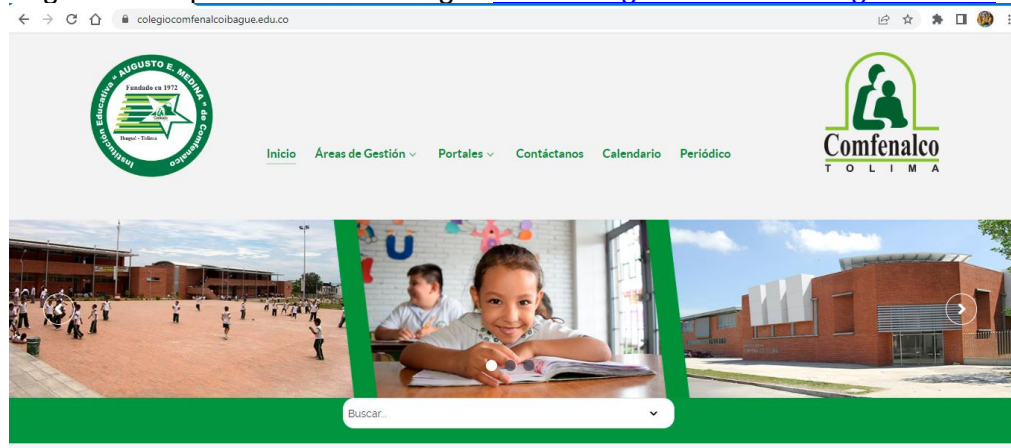 colegiocomfenalcoibague.edu.co
Institución Educativa "AUGUSTO E. MEDINA" de Comfenalco
Fundado en 1972
Ibagué - Tolima
Comfenalco
TOLIMA
Inicio Áreas de Gestión Portales Contáctanos Calendario Periódico
U
Buscar...